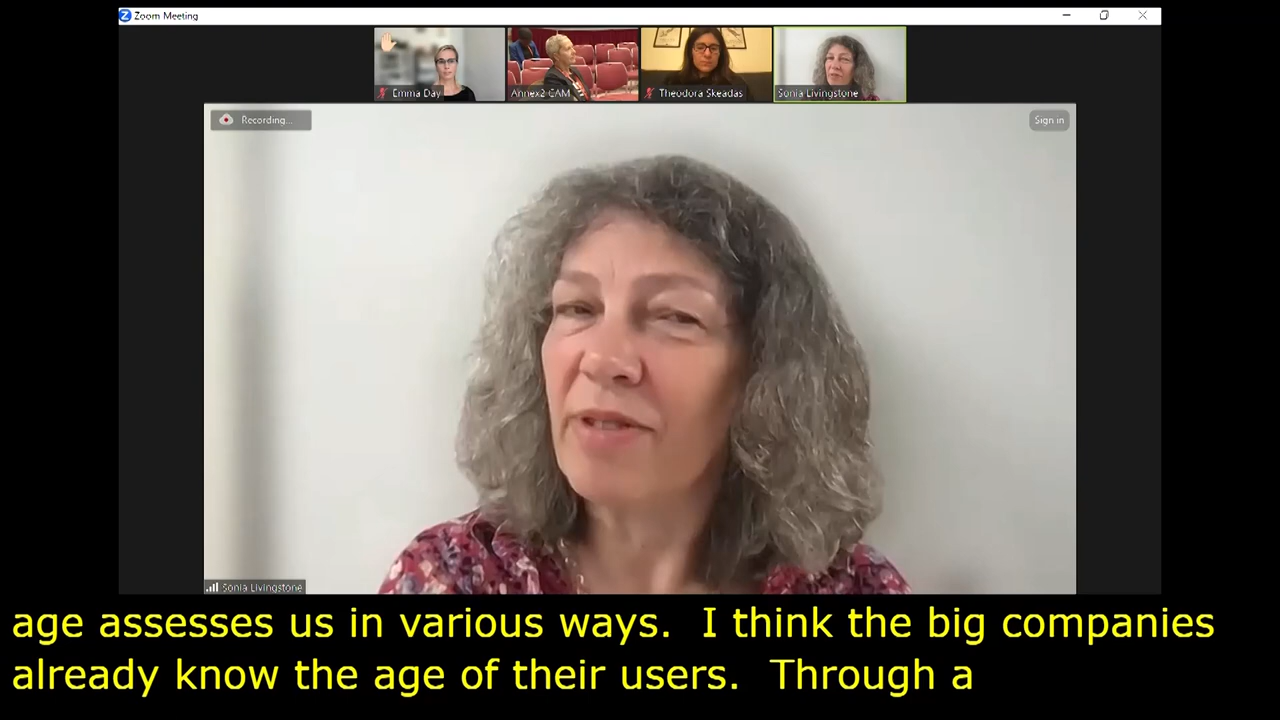 Zoom Meeting
Emma Day
Annex2 CAM
Theodora Skeadas
Sonia Livingstone
Recording...
Sign in
Sonia Livingstone
age assesses us in various ways.  I think the big companies
already know the age of their users.  Through a